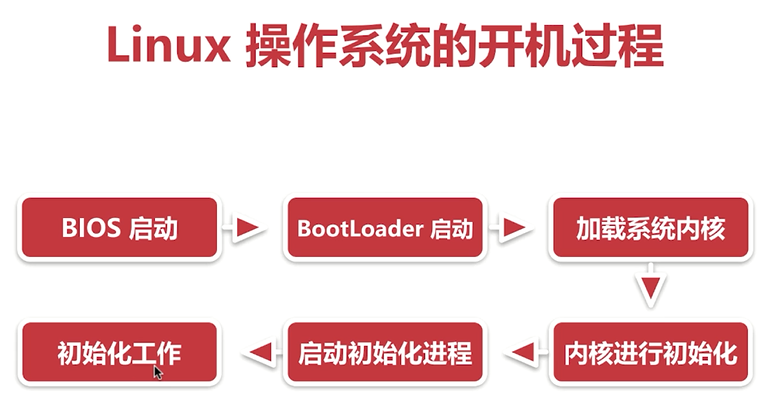 Linux 操作系统的开机过程
BIOS 启动
BootLoader 启动
加载系统内核
内核进行初始化
启动初始化进程
初始化工作